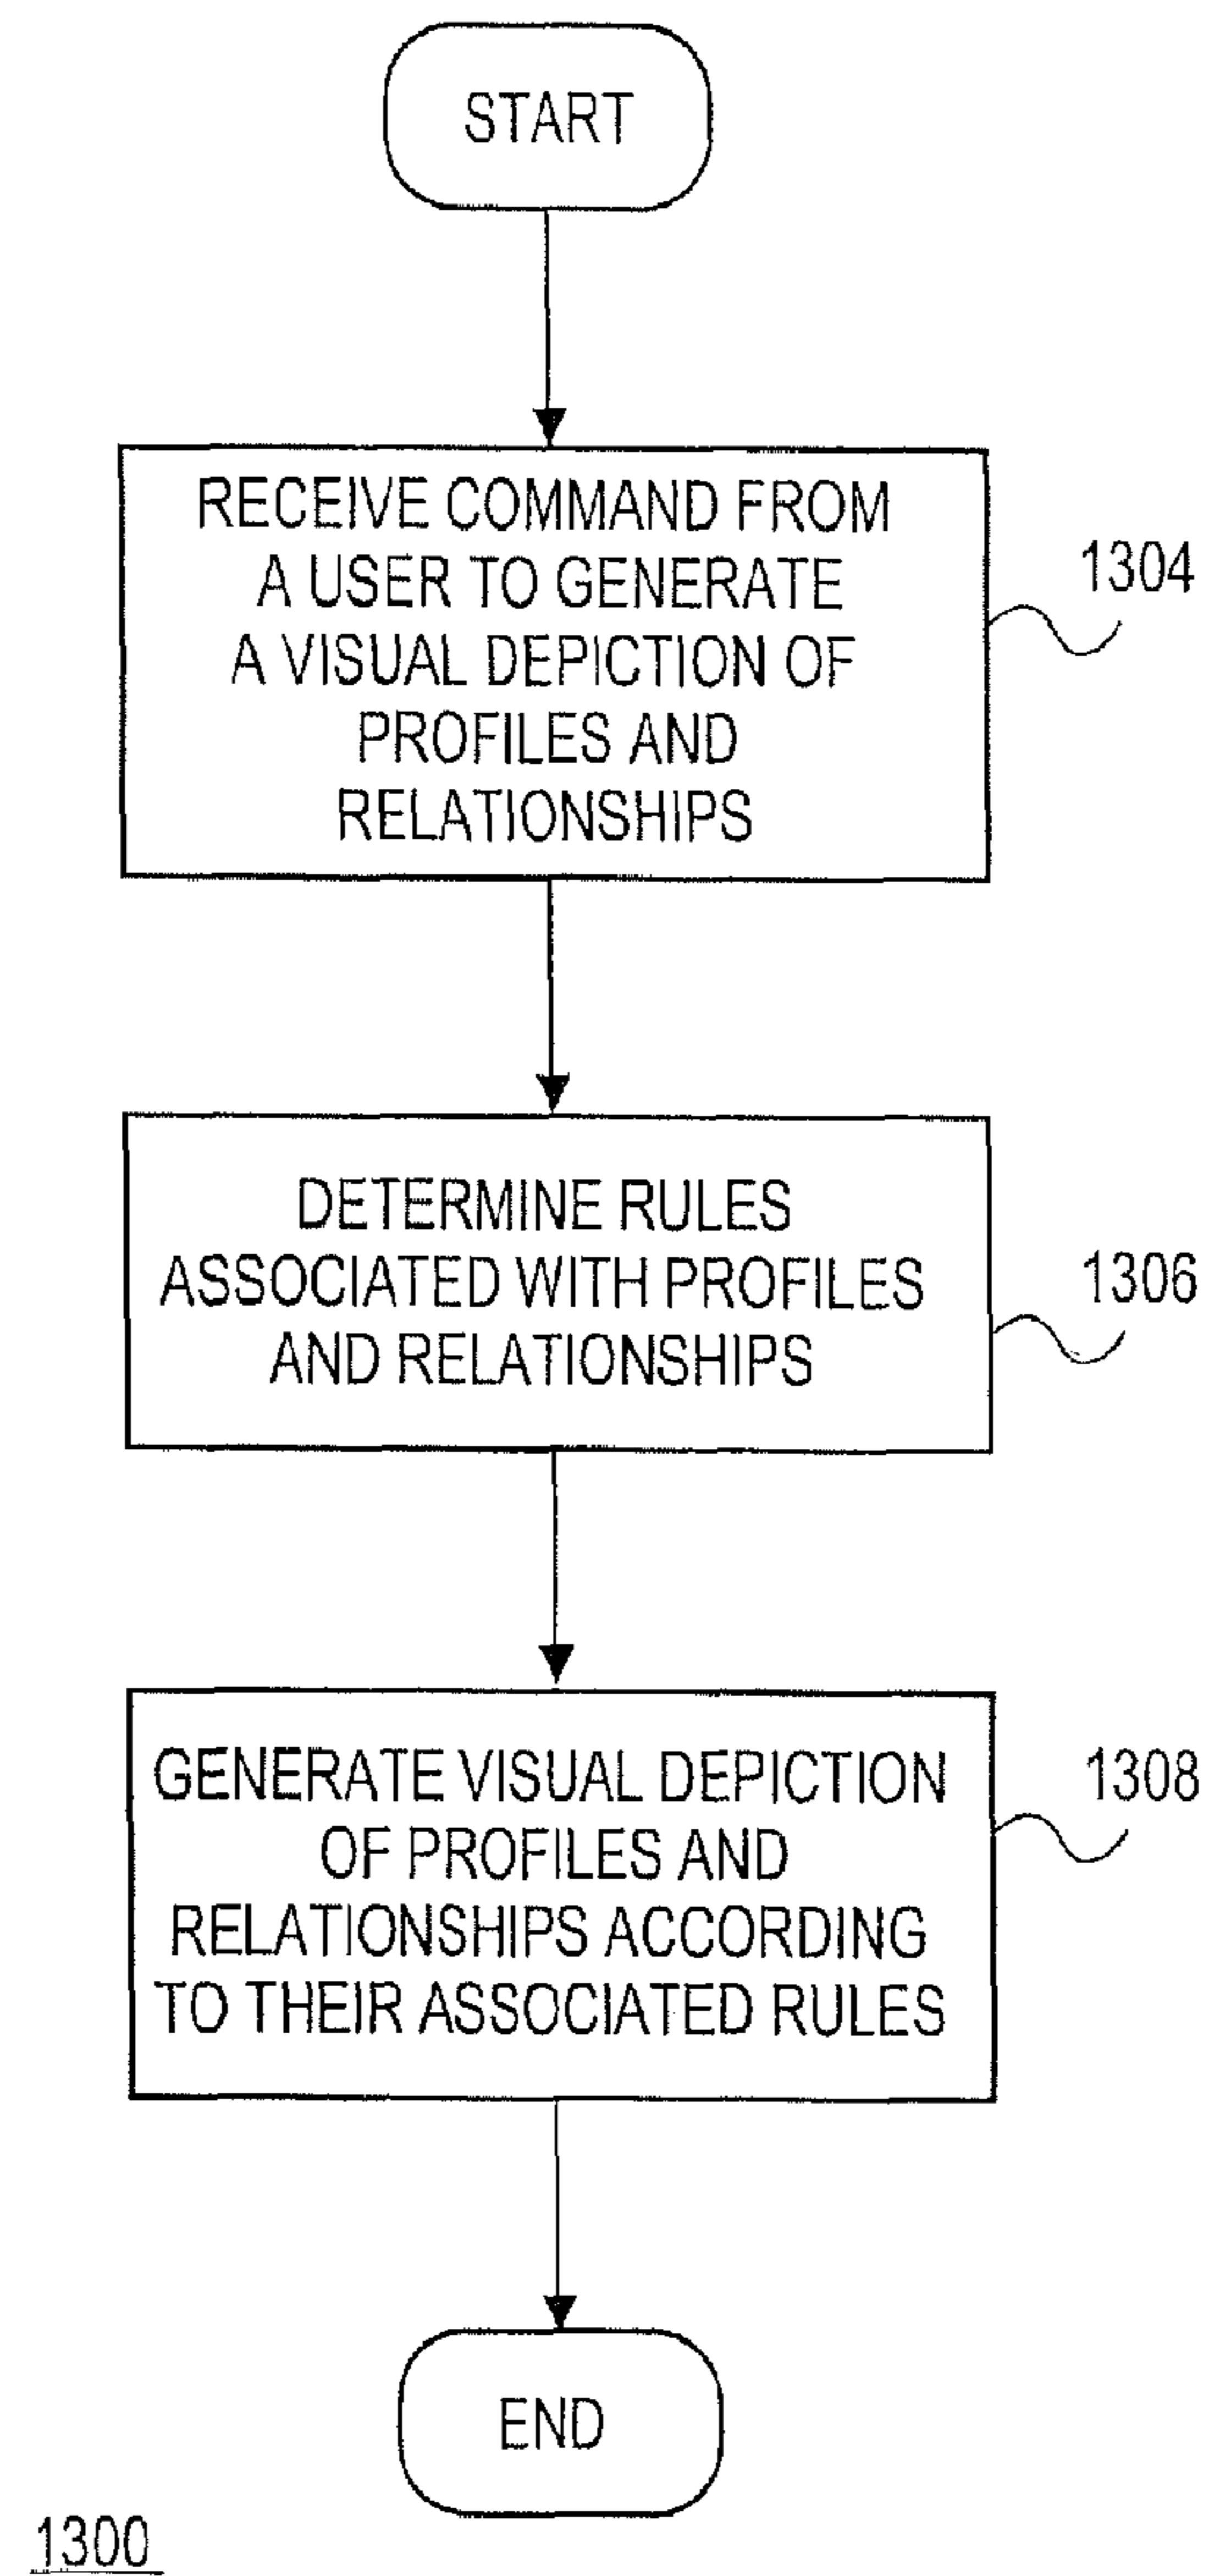 START
RECEIVE COMMAND FROM
A USER TO GENERATE
A VISUAL DEPICTION OF
PROFILES AND
RELATIONSHIPS
1304
DETERMINE RULES
ASSOCIATED WITH PROFILES
AND RELATIONSHIPS
1306
GENERATE VISUAL DEPICTION
OF PROFILES AND
RELATIONSHIPS ACCORDING
TO THEIR ASSOCIATED RULES
1308
END
1300